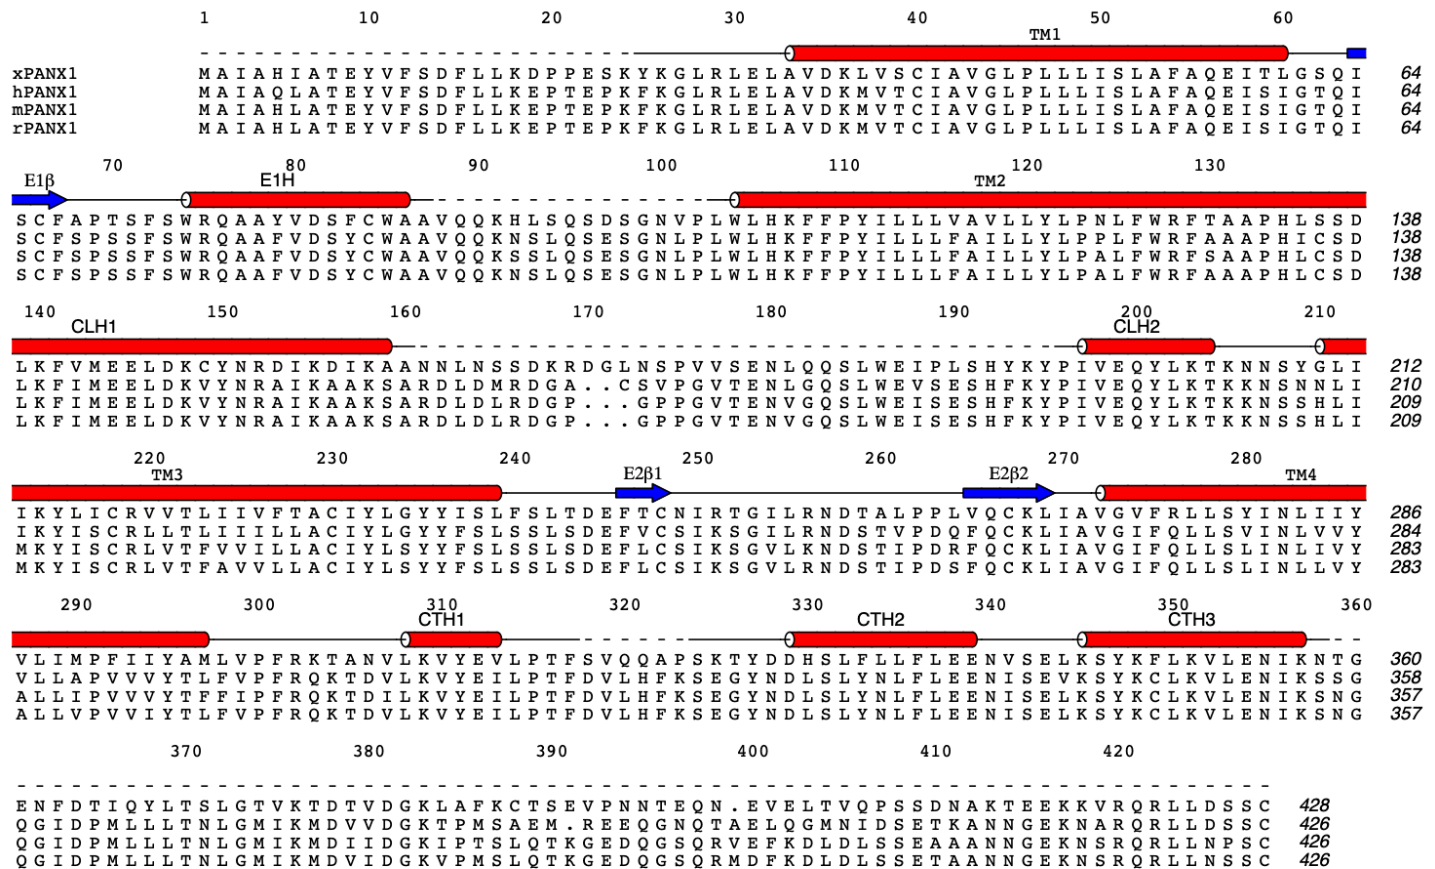 1 10 20 30 40 50 60
TM1
xPANX1 MAIAHIATEYVFSDFLLKDPPESKYKGLRLELAVDKLVSCIAVGLPLLLISLAFAQEITLGSQI 64
hPANX1 MAIAQLATEYVFSDFLLKEPTEPKFKGLRLELAVDKMVTCIAVGLPLLLISLAFAQEISIGTQI 64
mPANX1 MAIAHLATEYVFSDFLLKEPTEPKFKGLRLELAVDKMVTCIAVGLPLLLISLAFAQEISIGTQI 64
rPANX1 MAIAHLATEYVFSDFLLKEPTEPKFKGLRLELAVDKMVTCIAVGLPLLLISLAFAQEISIGTQI 64
70 80 90 100 110 120 130
E1β E1H TM2
SCFAPTSFSWRQAAYVDSFCWAAVQQKHLSQSDSGNVPLWLHKFFPYILLLVAVLLYLPNLFWRFTAAPHLSSD 138
SCFSPSSFSWRQAAFVDSYCWAAVQQKNSLQSESGNLPLWLHKFFPYILLLFAILLYLPPLFWRFAAAPHICSD 138
SCFSPSSFSWRQAAFVDSYCWAAVQQKSSLQSESGNLPLWLHKFFPYILLLFAILLYLPALFWRFSAAPHLCSD 138
SCFSPSSFSWRQAAFVDSYCWAAVQQKNSLQSESGNLPLWLHKFFPYILLLFAILLYLPALFWRFAAAPHLCSD 138
140 150 160 170 180 190 200 210
CLH1 CLH2
LKFVMEELDKCYNRDIKDIKAANNLNSSDKRDGLNSPVVSENLQQSLWEIPLSHYKYPIVEQYLKTKKNNSYGLI 212
LKFIMEELDKVYNRAIKAAKSARDLDMRDGA..CSVPGVTENLGQSLWEVSESHFKYPIVEQYLKTKKNSNNLI 210
LKFIMEELDKVYNRAIKAAKSARDLDLRDGP...GPPGVTENVGQSLWEISESHFKYPIVEQYLKTKKNSSHLI 209
LKFIMEELDKVYNRAIKAAKSARDLDLRDGP...GPPGVTENVGQSLWEISESHFKYPIVEQYLKTKKNSSHLI 209
220 230 240 250 260 270 280
TM3 E2β1 E2β2 TM4
IKYLICRVVTLIIVFTACIYLGYYISLFSLTDEFTCNIRTGILRNDTALPPLVQCKLIAVGVFRLLSYINLIIY 286
IKYISCRLLTLIIILLACIYLGYYFSLSSLSDEFVCSIKSGILRNDSTVPDQFQCKLIAVGIFQLLSVINLVVY 284
MKYISCRLVTFVVILLACIYLSYYFSLSSLSDEFLCSIKSGVLKNDSTIPDRFQCKLIAVGIFQLLSLINLIVY 283
MKYISCRLVTFAVVLLACIYLSYYFSLSSLSDEFLCSIKSGVLRNDSTIPDSFQCKLIAVGIFQLLSLINLLVY 283
290 300 310 320 330 340 350 360
CTH1 CTH2 CTH3
VLIMPFIIYAMLVPFRKTANVLKVYEVLPTFSVQQAPSKTYDDHSLFLLFLEENVSELKSYKFLKVLENIKNTG 360
VLLAPVVVYTLFVPFRQKTDVLKVYEILPTFDVLHFKSEGYNDLSLYNLFLEENISEVKSYKCLKVLENIKSSG 358
ALLIPVVVYTFFIPFRQKTDILKVYEILPTFDVLHFKSEGYNDLSLYNLFLEENISELKSYKCLKVLENIKSSG 357
ALLVPVVIYTLFVPFRQKTDVLKVYEILPTFDVLHFKSEGYNDLSLYNLFLEENISELKSYKCLKVLENIKSNG 357
370 380 390 400 410 420
ENFDTIQYLTSLGTVKTDTVDGKLAFKCTSEVPNNTEQN.EVELTVQPSSDNAKTEEKKVRQRLLDSSC 428
QGIDPMLLLTNLGMIKMDVVDGKTPMSAEM.REEQGNQTAELQGMNIDSETKANNGEKNARQRLLDSSC 426
QGIDPMLLLTNLGMIKMDIIDGKIPTSLQTKGEDQGSQRVEFKDLDLSSEAAANNGEKNSRQRLLNPSC 426
QGIDPMLLLTNLGMIKMDVIDGKVPMSLQTKGEDQGSQRMDFKDLDLSSETAANNGEKNSRQRLLNPSC 426